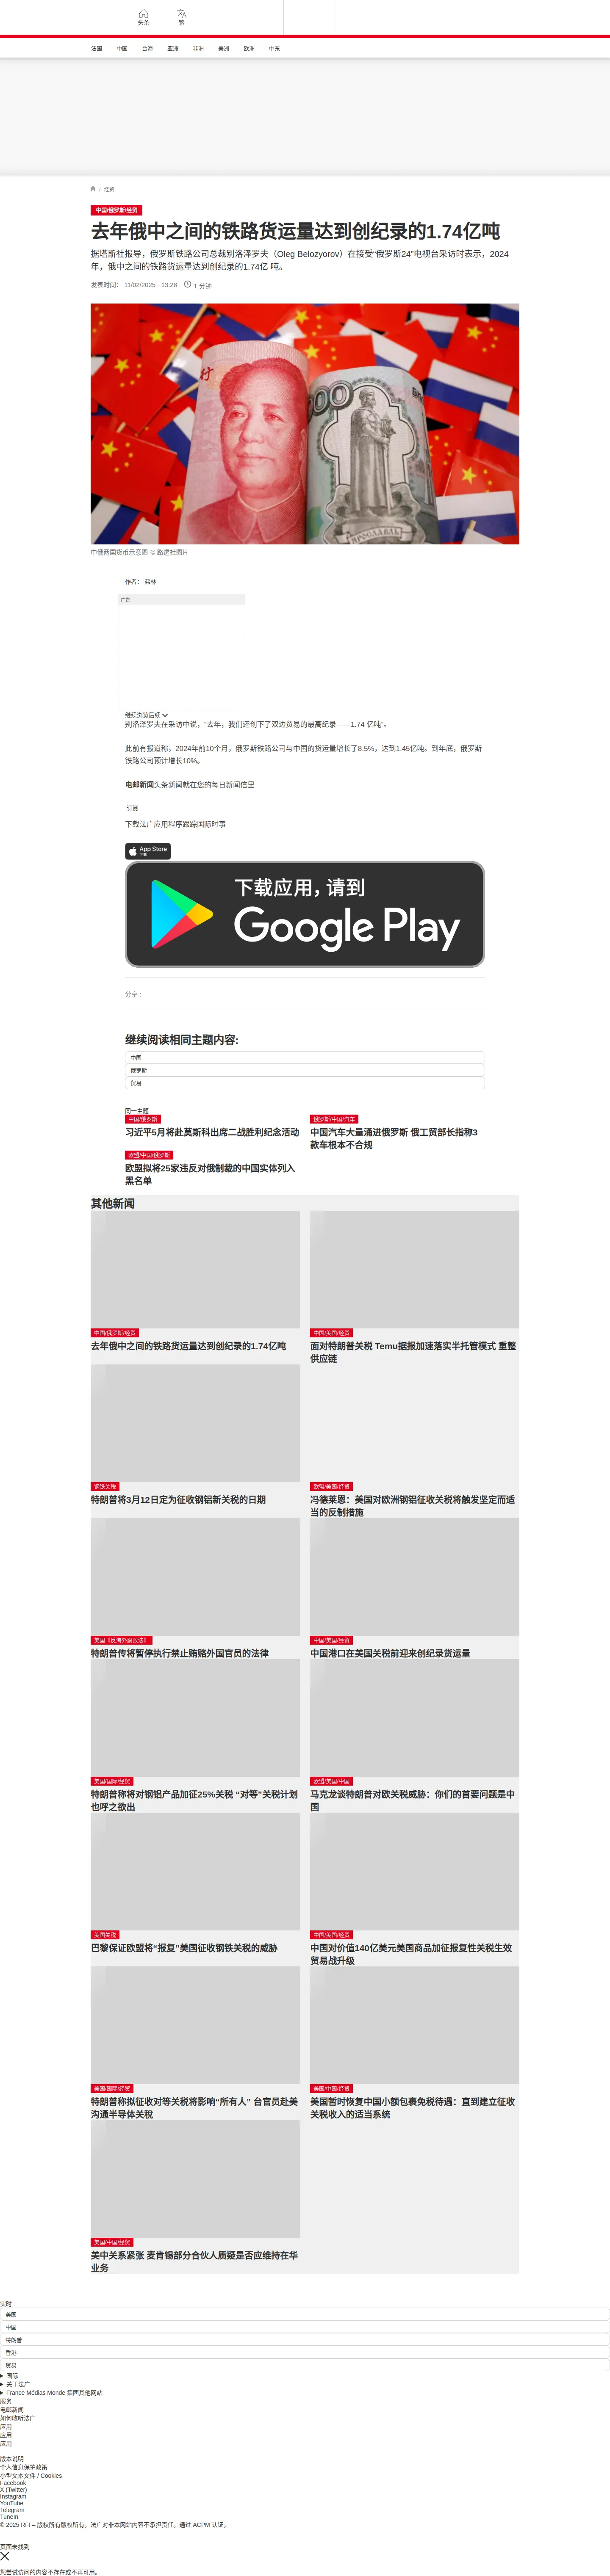 头条
繁
法国
中国
台海
亚洲
非洲
美洲
欧洲
中东
/ 经贸
中国/俄罗斯/经贸
去年俄中之间的铁路货运量达到创纪录的1.74亿吨
据塔斯社报导，俄罗斯铁路公司总裁别洛泽罗夫（Oleg Belozyorov）在接受“俄罗斯24”电视台采访时表示，2024
年，俄中之间的铁路货运量达到创纪录的1.74亿 吨。
发表时间： 11/02/2025 - 13:28 1 分钟
中俄两国货币示意图 © 路透社图片
作者： 弗林
广告
继续浏览后续
别洛泽罗夫在采访中说，“去年，我们还创下了双边贸易的最高纪录——1.74 亿吨”。
此前有报道称，2024年前10个月，俄罗斯铁路公司与中国的货运量增长了8.5%，达到1.45亿吨。到年底，俄罗斯
铁路公司预计增长10%。
电邮新闻头条新闻就在您的每日新闻信里
订阅
下载法广应用程序跟踪国际时事
App Store
下载
下载应用，请到
Google Play
分享 :
继续阅读相同主题内容:
中国
俄罗斯
贸易
同一主题
中国/俄罗斯
习近平5月将赴莫斯科出席二战胜利纪念活动
俄罗斯/中国/汽车
中国汽车大量涌进俄罗斯 俄工贸部长指称3
款车根本不合规
欧盟/中国/俄罗斯
欧盟拟将25家违反对俄制裁的中国实体列入
黑名单
其他新闻
中国/俄罗斯/经贸
去年俄中之间的铁路货运量达到创纪录的1.74亿吨
中国/美国/经贸
面对特朗普关税 Temu据报加速落实半托管模式 重整
供应链
钢铁关税
特朗普将3月12日定为征收钢铝新关税的日期
欧盟/美国/经贸
冯德莱恩：美国对欧洲钢铝征收关税将触发坚定而适
当的反制措施
美国《反海外腐败法》
特朗普传将暂停执行禁止贿赂外国官员的法律
中国/美国/经贸
中国港口在美国关税前迎来创纪录货运量
美国/国际/经贸
特朗普称将对钢铝产品加征25%关税 “对等”关税计划
也呼之欲出
欧盟/美国/中国
马克龙谈特朗普对欧关税威胁：你们的首要问题是中
国
美国关税
巴黎保证欧盟将“报复”美国征收钢铁关税的威胁
中国/美国/经贸
中国对价值140亿美元美国商品加征报复性关税生效
贸易战升级
美国/国际/经贸
特朗普称拟征收对等关税将影响“所有人” 台官员赴美
沟通半导体关税
美国/中国/经贸
美国暂时恢复中国小额包裹免税待遇：直到建立征收
关税收入的适当系统
美国/中国/经贸
美中关系紧张 麦肯锡部分合伙人质疑是否应维持在华
业务
实时
美国
中国
特朗普
香港
贸易
国际
关于法广
France Médias Monde 集团其他网站
服务
电邮新闻
如何收听法广
应用
应用
应用
版本说明
个人信息保护政策
小型文本文件 / Cookies
Facebook
X (Twitter)
Instagram
YouTube
Telegram
TuneIn
© 2025 RFI – 版权所有版权所有。法广对非本网站内容不承担责任。通过 ACPM 认证。
页面未找到
您尝试访问的内容不存在或不再可用。